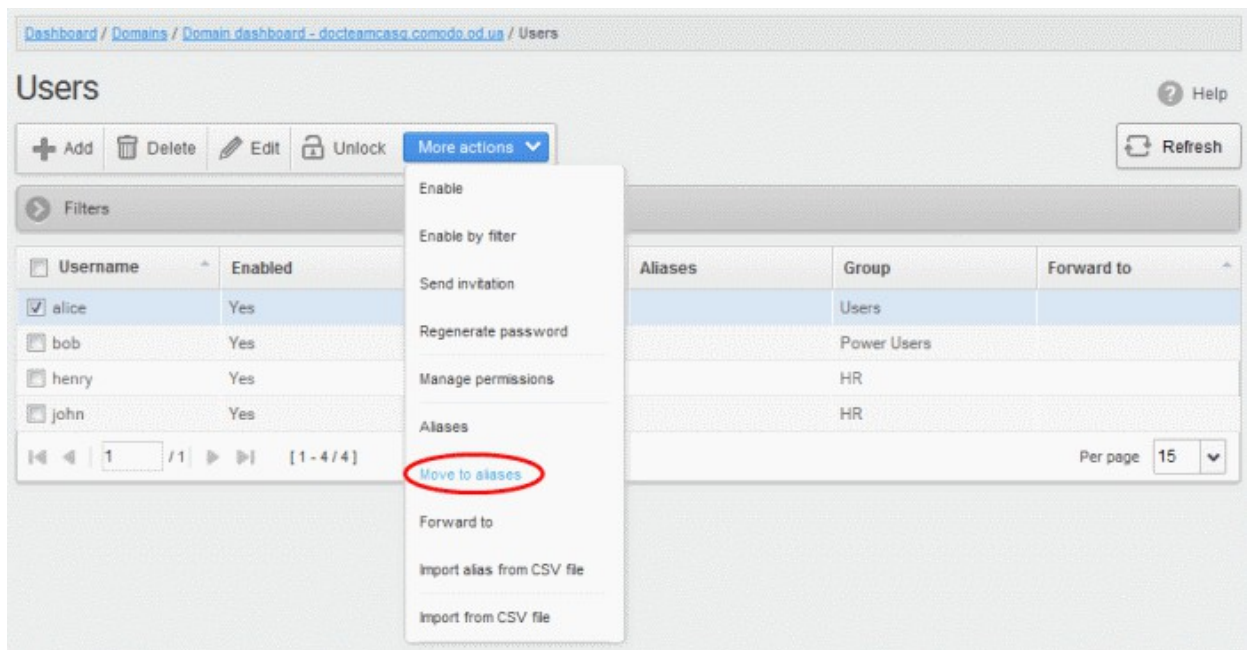 Dashboard / Domains / Domain dashboard - docteamcasg.comodo.od.ua / Users
Users
Help
Add Delete Edit Unlock More actions
Refresh
Enable
Filters
Enable by filter
Username Enabled Aliases Group Forward to
Send invitation
alice Yes Users
Regenerate password
bob Yes Power Users
henry Yes HR
Manage permissions
john Yes HR
Aliases
1 /1 [1-4/4] Per page 15
Move to aliases
Forward to
Import alias from CSV file
Import from CSV file